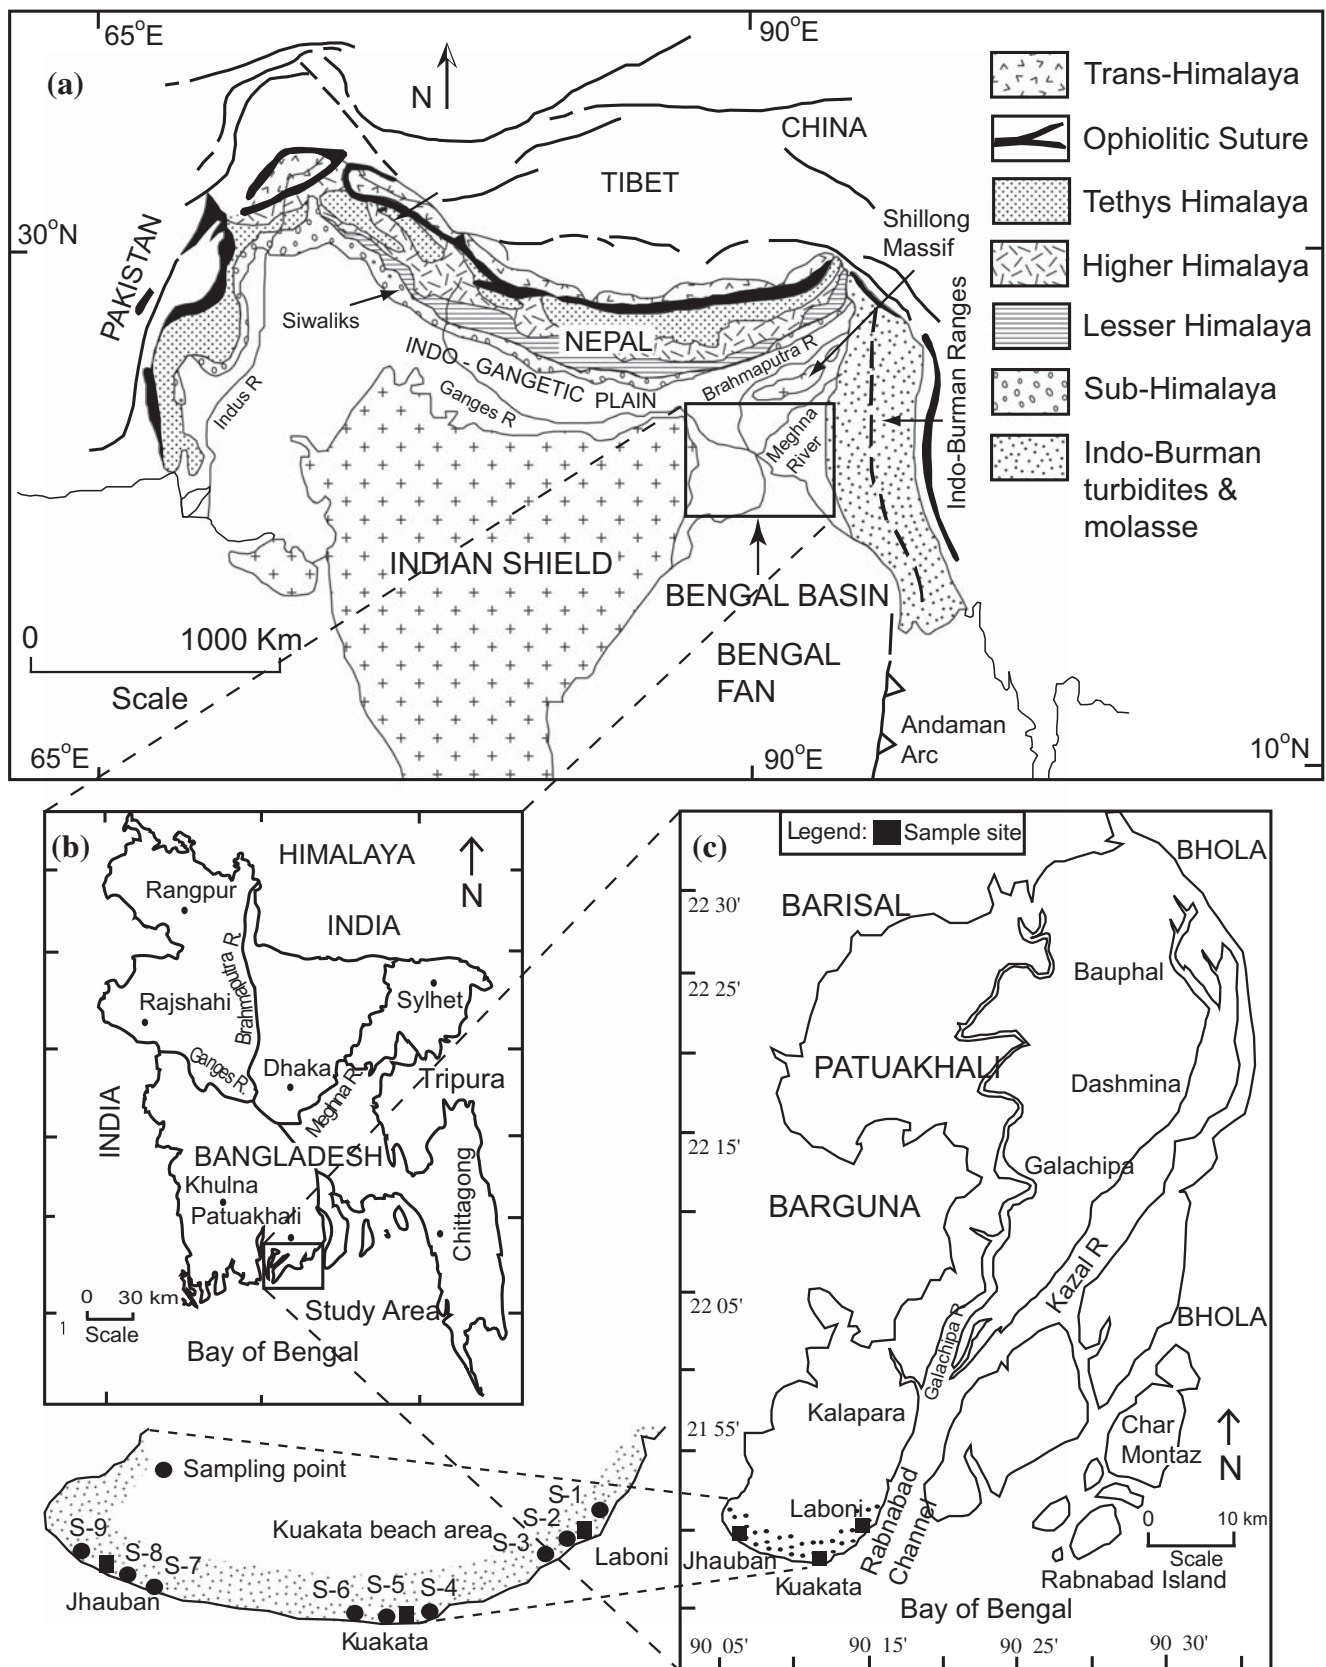 65°E
90°E
(a)
N
CHINA
TIBET
Shillong
Massif
30°N
PAKISTAN
Siwaliks
NEPAL
INDO - GANGETIC PLAIN
Brahmaputra R
Ganges R
Indus R
Meghna
River
Indo-Burman Ranges
INDIAN SHIELD
BENGAL BASIN
BENGAL
FAN
0 1000 Km
Scale
Andaman
Arc
65°E
90°E
10°N
Trans-Himalaya
Ophiolitic Suture
Tethys Himalaya
Higher Himalaya
Lesser Himalaya
Sub-Himalaya
Indo-Burman
turbidites &
molasse
(b)
HIMALAYA
N
Rangpur
INDIA
Brahmaputra R.
Rajshahi
Sylhet
Ganges R.
Dhaka
Meghna R.
Tripura
INDIA
BANGLADESH
Khulna
Patuakhali
Chittagong
0 30 km
Scale
1
Study Area
Bay of Bengal
(c)
Legend: Sample site
BHOLA
22 30'
BARISAL
Bauphal
22 25'
PATUAKHALI
Dashmina
22 15'
Galachipa
BARGUNA
Kazal R
22 05'
BHOLA
Galachipa R
Kalapara
21 55'
Char
Montaz
N
Laboni
Rabnabad
Channel
0 10 km
Scale
Jhauban
Kuakata
Rabnabad Island
Bay of Bengal
90 05'
90 15'
90 25'
90 30'
Sampling point
S-1
S-2
S-3
Kuakata beach area
Laboni
S-9
S-8
S-7
Jhauban
S-6
S-5
S-4
Kuakata